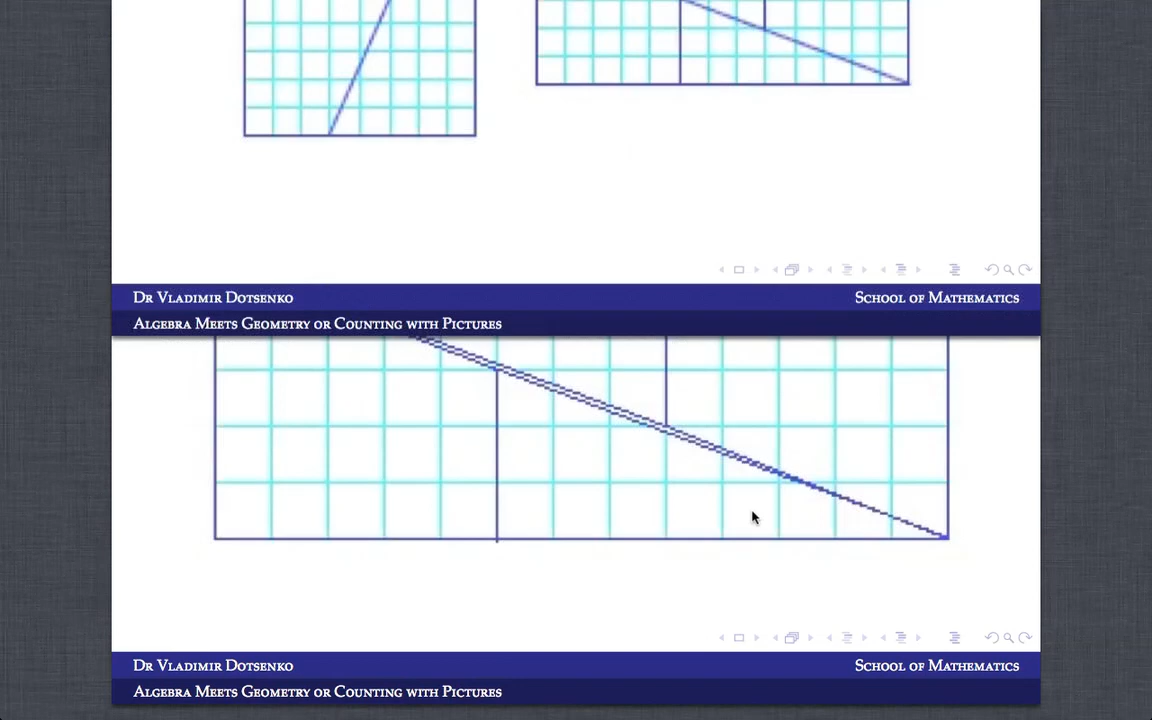 Dr Vladimir Dotsenko
School of Mathematics
Algebra Meets Geometry or Counting with Pictures
Dr Vladimir Dotsenko
School of Mathematics
Algebra Meets Geometry or Counting with Pictures